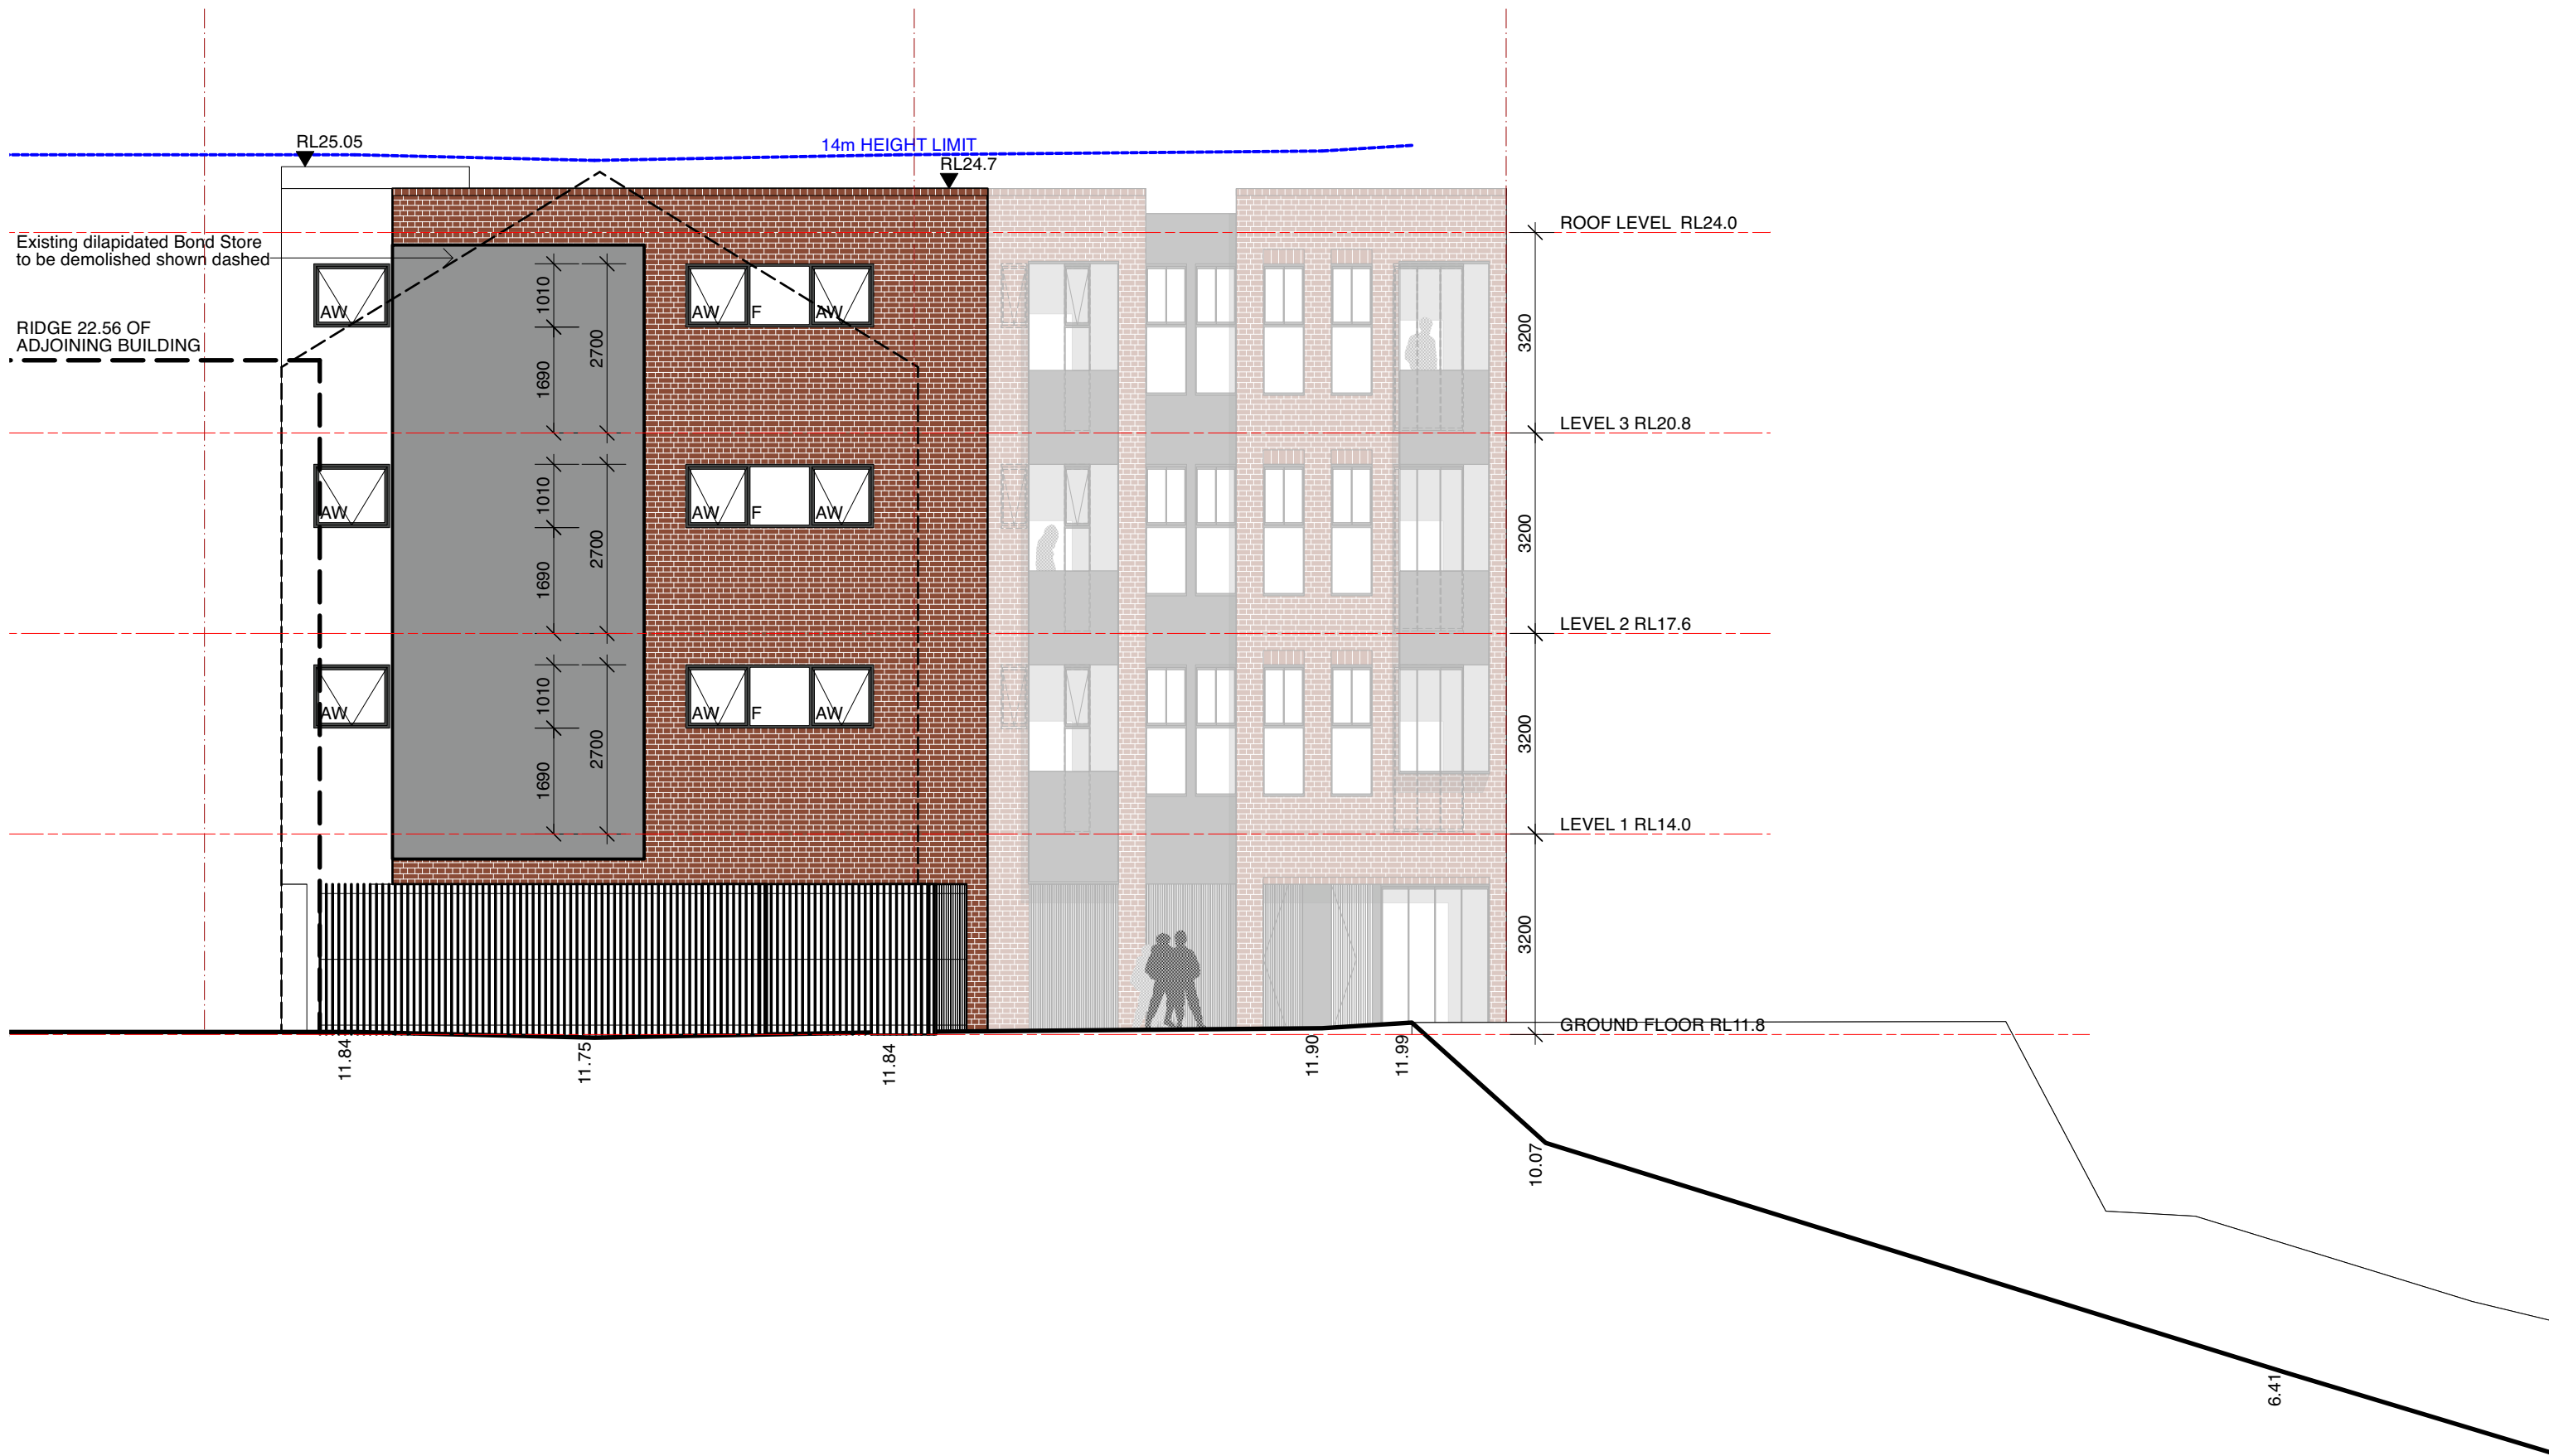 RL25.05
14m HEIGHT LIMIT
RL24.7
ROOF LEVEL RL24.0
Existing dilapidated Bond Store
to be demolished shown dashed
AW
1010
2700
AW F AW
RIDGE 22.56 OF
ADJOINING BUILDING
1690
3200
LEVEL 3 RL20.8
AW
1010
2700
AW F AW
1690
3200
LEVEL 2 RL17.6
AW
1010
2700
AW F AW
1690
3200
LEVEL 1 RL14.0
3200
GROUND FLOOR RL11.8
11.84
11.75
11.84
11.90
11.99
10.07
6.41